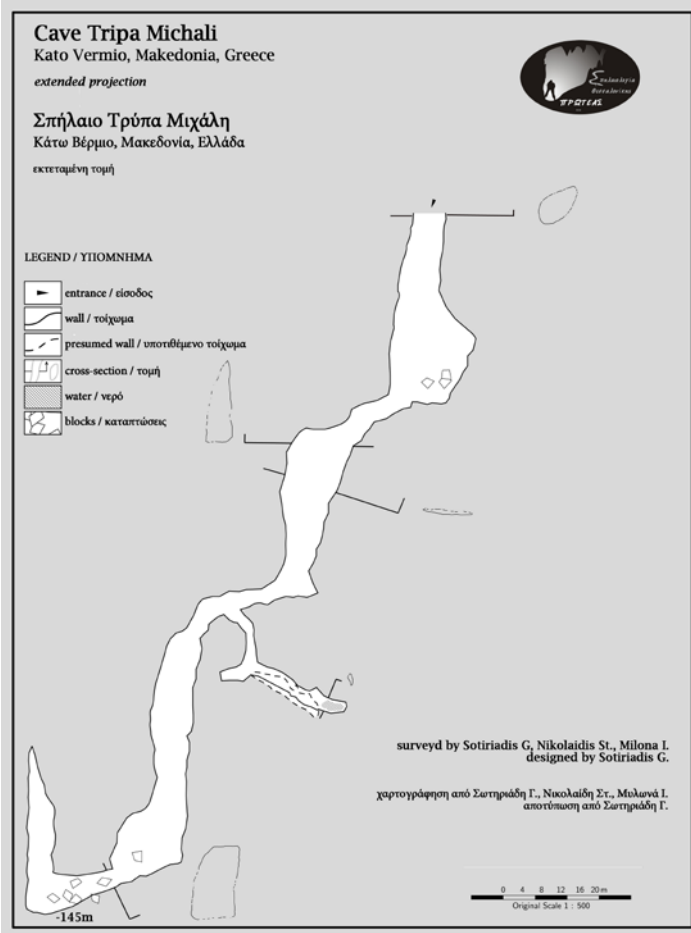 Cave Tripa Michali
Kato Vermio, Makedonia, Greece
extended projection
Σπήλαιο Τρύπα Μιχάλη
Κάτω Βέρμιο, Μακεδονία, Ελλάδα
εκτεταμένη τομή
Σπηλαιολογία
Θεσσαλονίκης
ΠΡΩΤΕΑΣ
LEGEND / ΥΠΟΜΝΗΜΑ
entrance / είσοδος
wall / τοίχωμα
presumed wall / υποτιθέμενο τοίχωμα
cross-section / τομή
water / νερό
blocks / καταπτώσεις
surveyd by Sotiriadis G, Nikolaidis St., Milona I.
designed by Sotiriadis G.
χαρτογράφηση από Σωτηριάδη Γ., Νικολαίδη Στ., Μυλωνά Ι.
αποτύπωση από Σωτηριάδη Γ.
0 4 8 12 16 20m
Original Scale 1 : 500
-145m